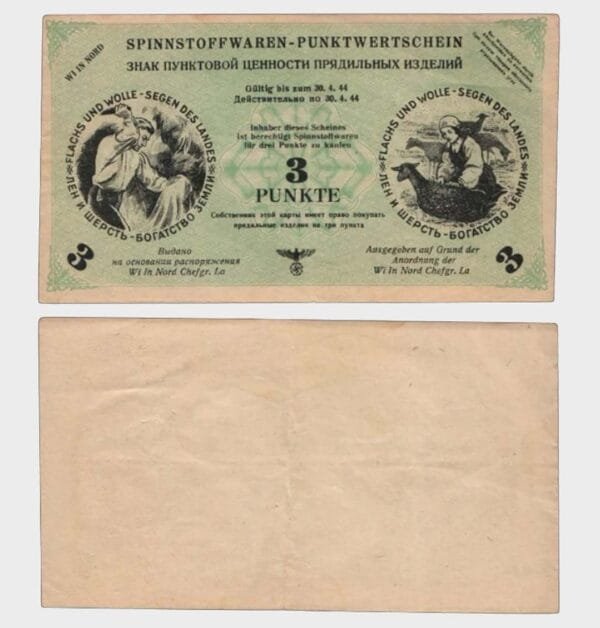 WI IN NORD
SPINNSTOFFWAREN-PUNKTWERTSCHEIN
ЗНАК ПУНКТОВОЙ ЦЕННОСТИ ПРЯДИЛЬНЫХ ИЗДЕЛИЙ
Gültig bis zum 30. 4. 44
Действительно по 30. 4. 44
FLACHS UND WOLLE - SEGEN DES LANDES
ЛЕН И ШЕРСТЬ - БОГАТСТВО ЗЕМЛИ
Inhaber dieses Scheines
ist berechtigt Spinnstoffwaren
für drei Punkte zu kaufen
3
PUNKTE
Собственник этой карты имеет право покупать
прядильные изделия на три пункта
FLACHS UND WOLLE - SEGEN DES LANDES
ЛЕН И ШЕРСТЬ - БОГАТСТВО ЗЕМЛИ
3
Выдано
на основании распоряжения
Wi In Nord Chefgr. La
Ausgegeben auf Grund der
Anordnung der
Wi In Nord Chefgr. La
3